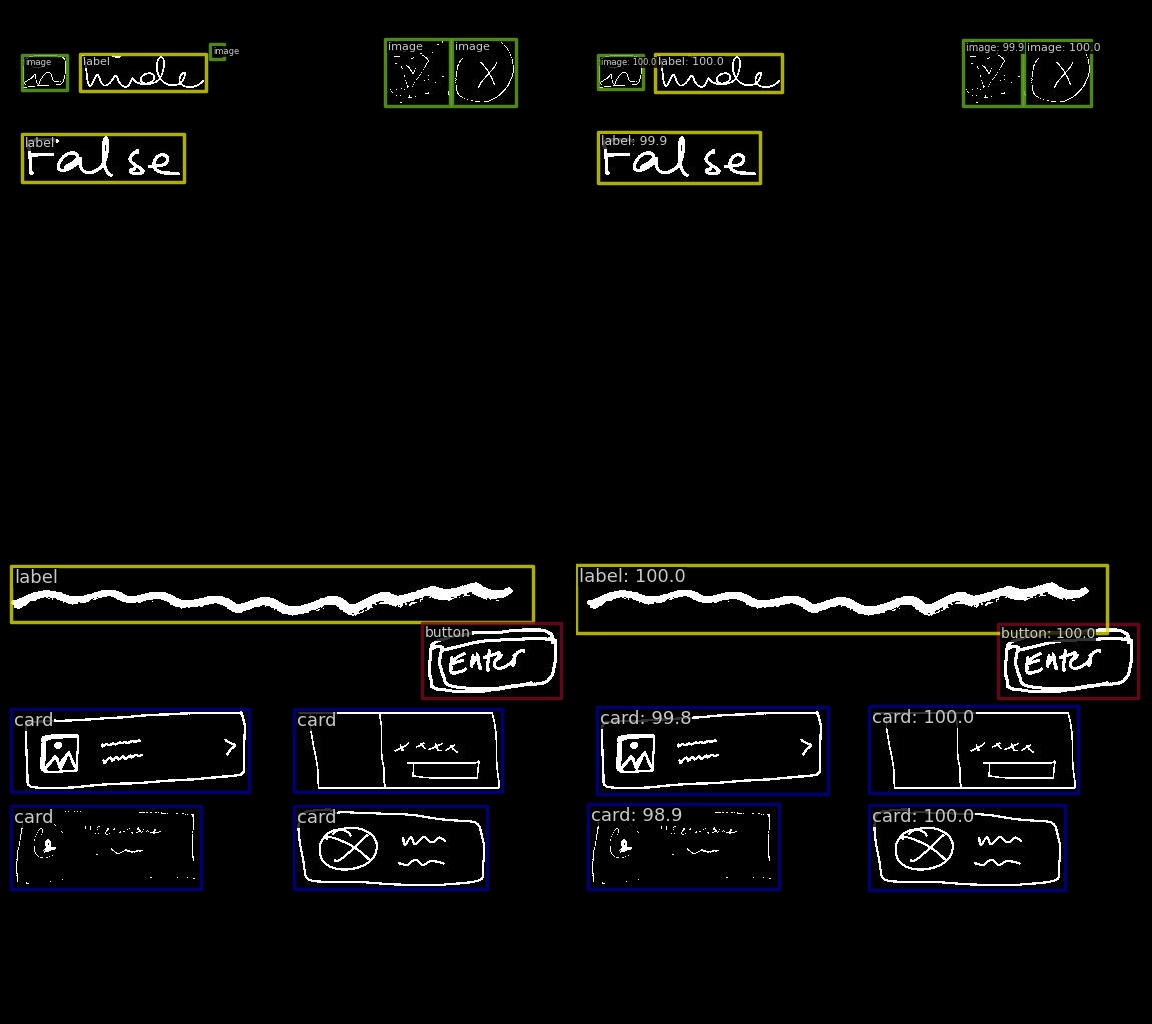 image
label
image
image
image
label
False
label
button
Enter
card
card
x x x x
card
card
image: 100.0
label: 100.0
image: 99.9
image: 100.0
X
label: 99.9
False
label: 100.0
button: 100.0
Enter
card: 99.8
card: 100.0
x x x x
card: 98.9
card: 100.0